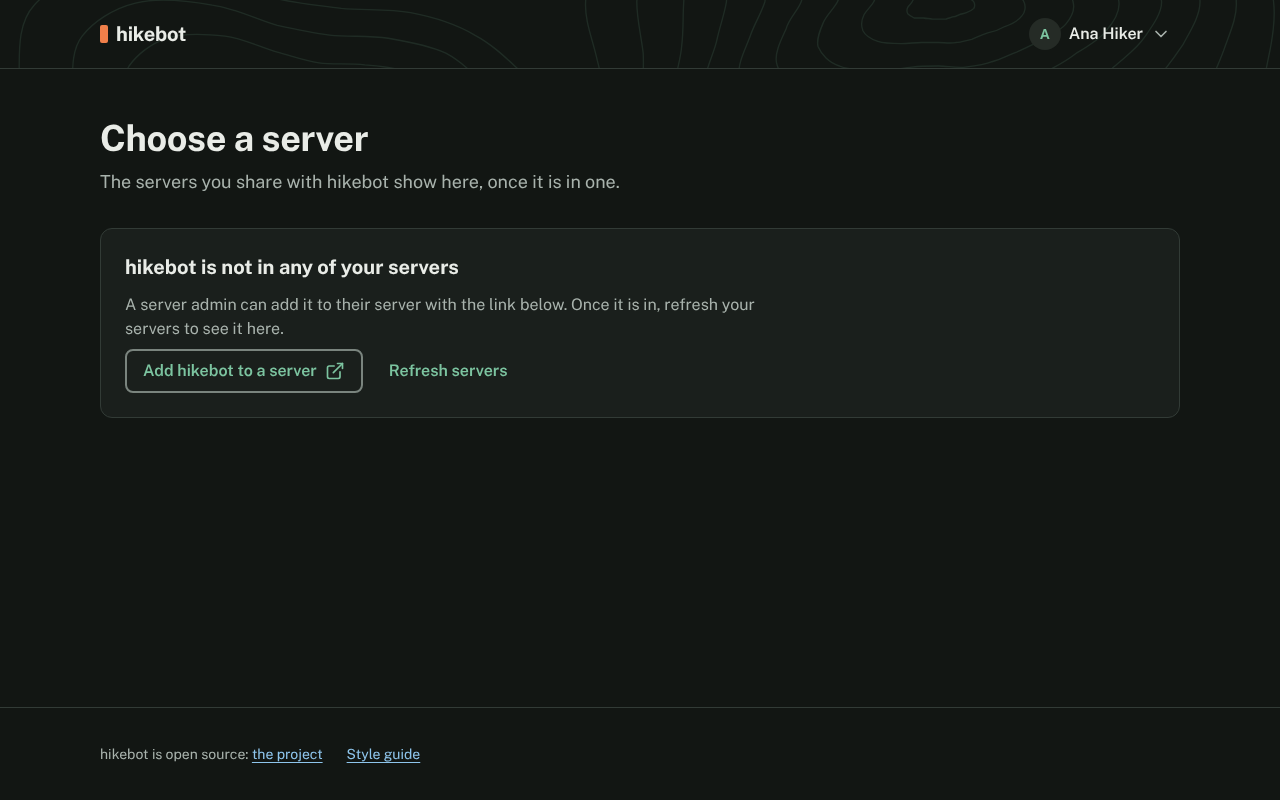 hikebot
A
Ana Hiker
Choose a server
The servers you share with hikebot show here, once it is in one.
hikebot is not in any of your servers
A server admin can add it to their server with the link below. Once it is in, refresh your
servers to see it here.
Add hikebot to a server
Refresh servers
hikebot is open source: the project
Style guide